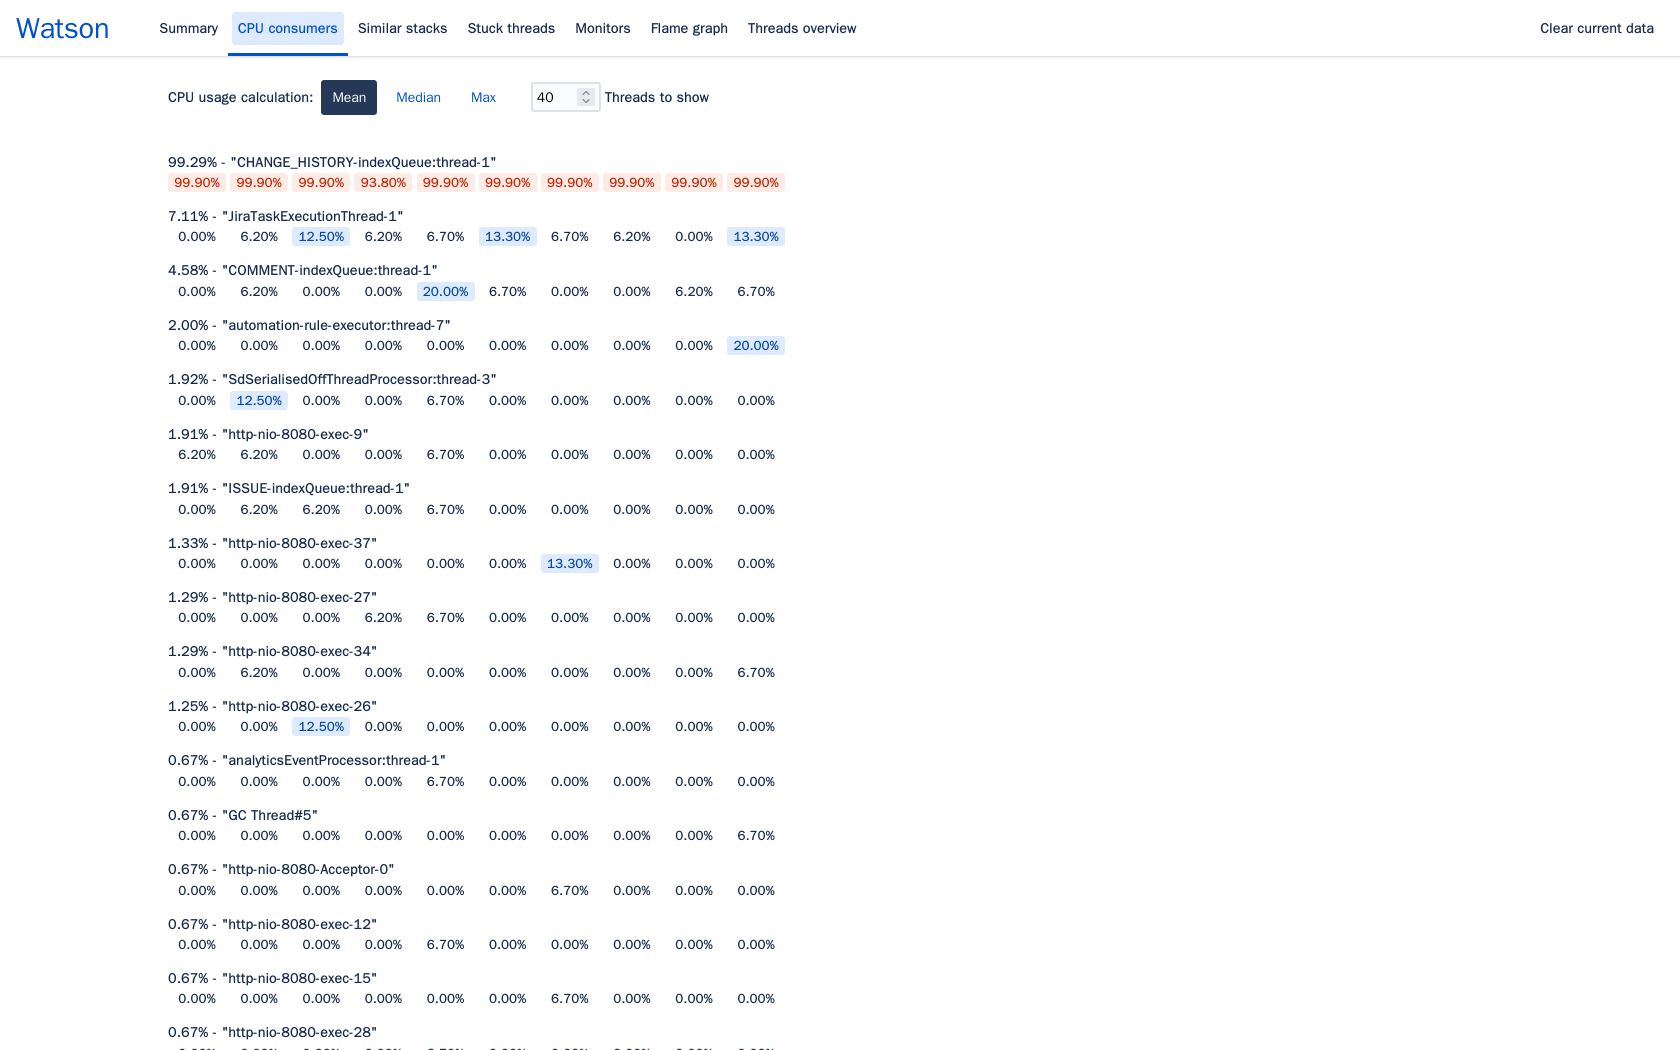 Watson Summary CPU consumers Similar stacks Stuck threads Monitors Flame graph Threads overview Clear current data
CPU usage calculation: Mean Median Max 40 Threads to show
99.29% - "CHANGE_HISTORY-indexQueue:thread-1"
99.90% 99.90% 99.90% 93.80% 99.90% 99.90% 99.90% 99.90% 99.90% 99.90%
7.11% - "JiraTaskExecutionThread-1"
0.00% 6.20% 12.50% 6.20% 6.70% 13.30% 6.70% 6.20% 0.00% 13.30%
4.58% - "COMMENT-indexQueue:thread-1"
0.00% 6.20% 0.00% 0.00% 20.00% 6.70% 0.00% 0.00% 6.20% 6.70%
2.00% - "automation-rule-executor:thread-7"
0.00% 0.00% 0.00% 0.00% 0.00% 0.00% 0.00% 0.00% 0.00% 20.00%
1.92% - "SdSerialisedOffThreadProcessor:thread-3"
0.00% 12.50% 0.00% 0.00% 6.70% 0.00% 0.00% 0.00% 0.00% 0.00%
1.91% - "http-nio-8080-exec-9"
6.20% 6.20% 0.00% 0.00% 6.70% 0.00% 0.00% 0.00% 0.00% 0.00%
1.91% - "ISSUE-indexQueue:thread-1"
0.00% 6.20% 6.20% 0.00% 6.70% 0.00% 0.00% 0.00% 0.00% 0.00%
1.33% - "http-nio-8080-exec-37"
0.00% 0.00% 0.00% 0.00% 0.00% 0.00% 13.30% 0.00% 0.00% 0.00%
1.29% - "http-nio-8080-exec-27"
0.00% 0.00% 0.00% 6.20% 6.70% 0.00% 0.00% 0.00% 0.00% 0.00%
1.29% - "http-nio-8080-exec-34"
0.00% 6.20% 0.00% 0.00% 0.00% 0.00% 0.00% 0.00% 0.00% 6.70%
1.25% - "http-nio-8080-exec-26"
0.00% 0.00% 12.50% 0.00% 0.00% 0.00% 0.00% 0.00% 0.00% 0.00%
0.67% - "analyticsEventProcessor:thread-1"
0.00% 0.00% 0.00% 0.00% 6.70% 0.00% 0.00% 0.00% 0.00% 0.00%
0.67% - "GC Thread#5"
0.00% 0.00% 0.00% 0.00% 0.00% 0.00% 0.00% 0.00% 0.00% 6.70%
0.67% - "http-nio-8080-Acceptor-0"
0.00% 0.00% 0.00% 0.00% 0.00% 0.00% 6.70% 0.00% 0.00% 0.00%
0.67% - "http-nio-8080-exec-12"
0.00% 0.00% 0.00% 0.00% 6.70% 0.00% 0.00% 0.00% 0.00% 0.00%
0.67% - "http-nio-8080-exec-15"
0.00% 0.00% 0.00% 0.00% 0.00% 0.00% 6.70% 0.00% 0.00% 0.00%
0.67% - "http-nio-8080-exec-28"